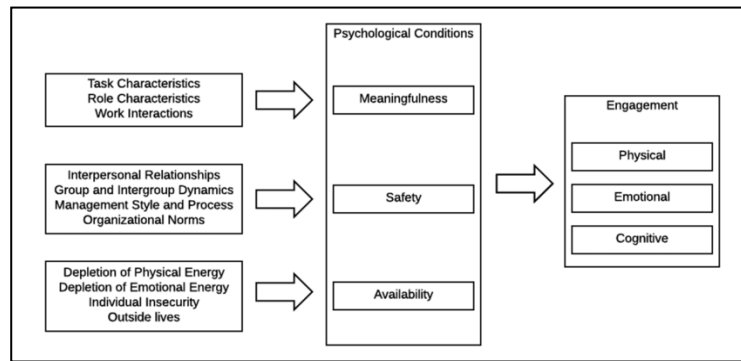 Psychological Conditions
Task Characteristics
Role Characteristics
Work Interactions
Meaningfulness
Interpersonal Relationships
Group and Intergroup Dynamics
Management Style and Process
Organizational Norms
Safety
Depletion of Physical Energy
Depletion of Emotional Energy
Individual Insecurity
Outside lives
Availability
Engagement
Physical
Emotional
Cognitive